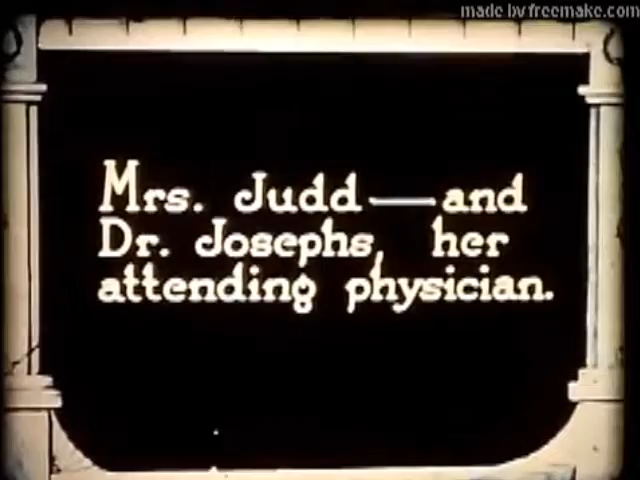 made by freemake.com
Mrs. Judd—and
Dr. Josephs, her
attending physician.